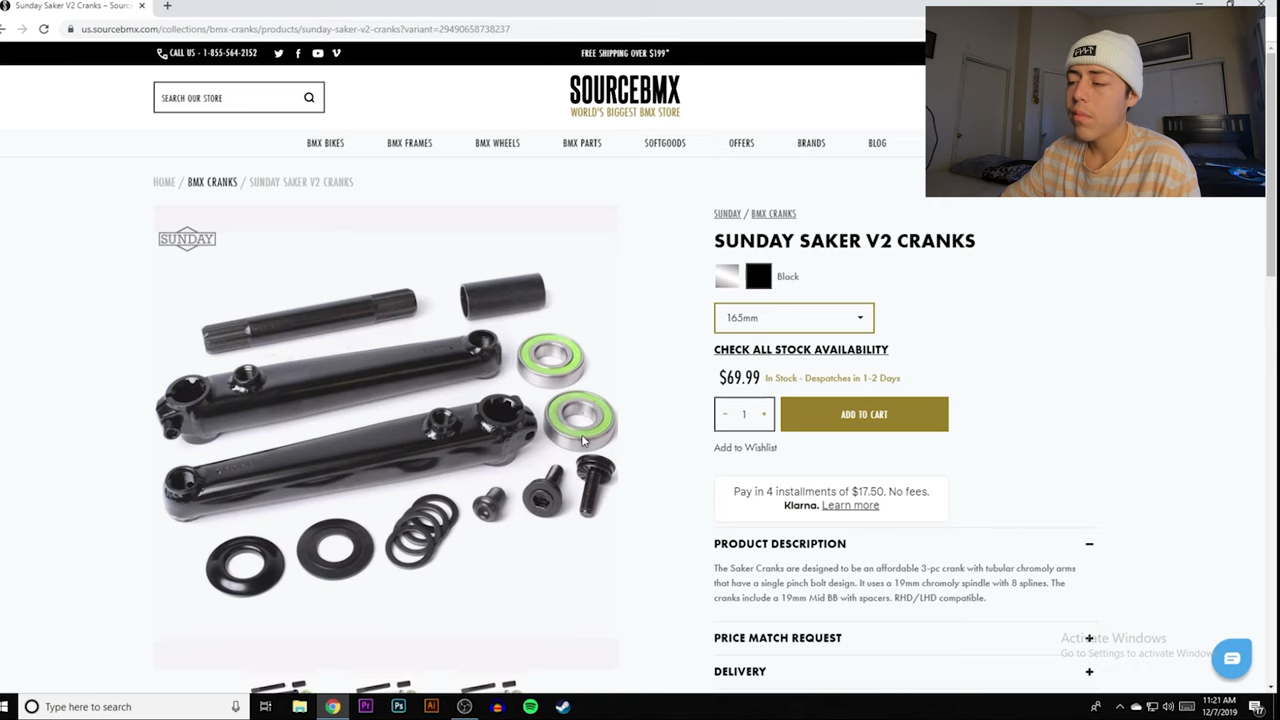 Sunday Saker V2 Cranks – Sourc
us.sourcebmx.com/collections/bmx-cranks/products/sunday-saker-v2-cranks?variant=29490658738237
CALL US - 1-855-564-2152
FREE SHIPPING OVER $199*
SEARCH OUR STORE
SOURCEBMX
WORLD'S BIGGEST BMX STORE
BMX BIKES BMX FRAMES BMX WHEELS BMX PARTS SOFTGOODS OFFERS BRANDS BLOG
HOME / BMX CRANKS / SUNDAY SAKER V2 CRANKS
SUNDAY
SUNDAY / BMX CRANKS
SUNDAY SAKER V2 CRANKS
Black
165mm
CHECK ALL STOCK AVAILABILITY
$69.99 In Stock - Despatches in 1-2 Days
− 1 + ADD TO CART
Add to Wishlist
Pay in 4 installments of $17.50. No fees.
Klarna. Learn more
PRODUCT DESCRIPTION −
The Saker Cranks are designed to be an affordable 3-pc crank with tubular chromoly arms
that have a single pinch bolt design. It uses a 19mm chromoly spindle with 8 splines. The
cranks include a 19mm Mid BB with spacers. RHD/LHD compatible.
PRICE MATCH REQUEST +
Activate Windows
Go to Settings to activate Window
DELIVERY +
Type here to search
Pr Ps Ai
11:21 AM
12/7/2019
17